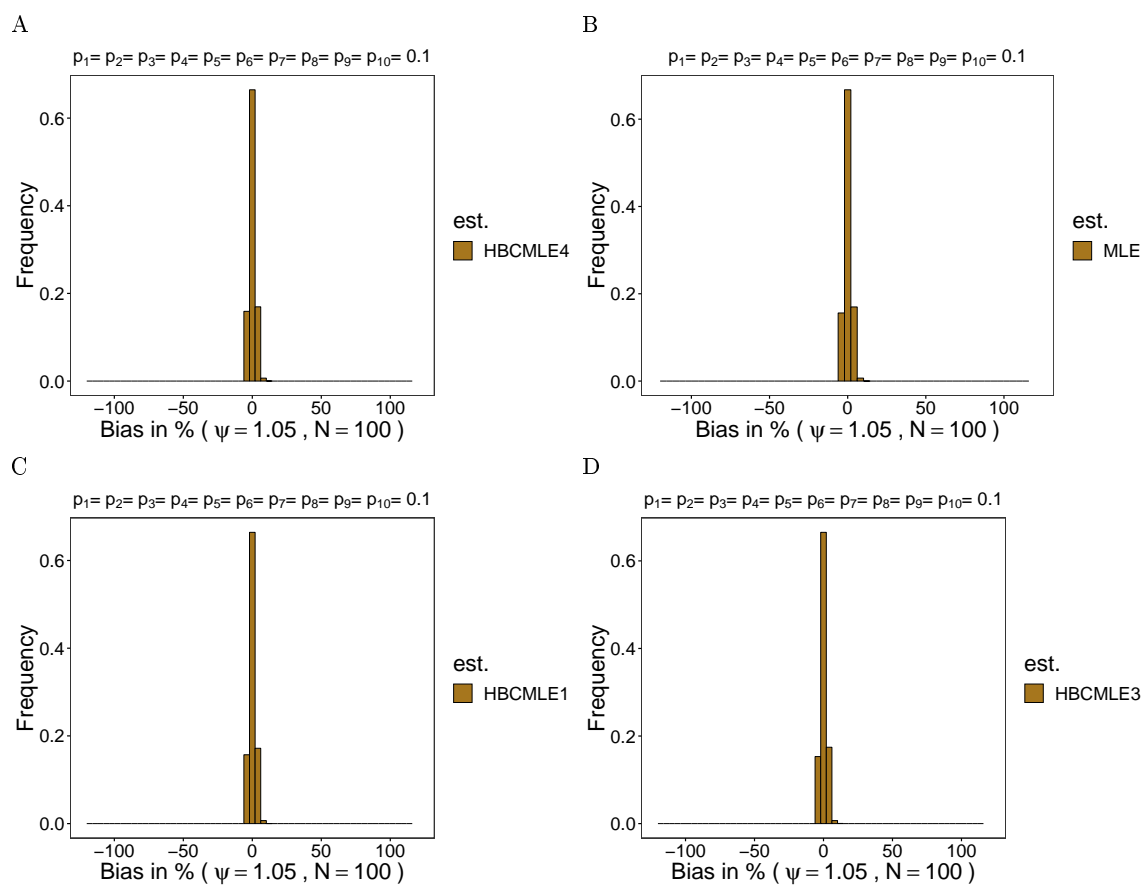 A
p₁= p₂= p₃= p₄= p₅= p₆= p₇= p₈= p₉= p₁₀= 0.1
Frequency
0.6
0.4
0.2
0.0
−100 −50 0 50 100
Bias in % ( ψ = 1.05 , N = 100 )
est.
HBCMLE4
B
p₁= p₂= p₃= p₄= p₅= p₆= p₇= p₈= p₉= p₁₀= 0.1
Frequency
0.6
0.4
0.2
0.0
−100 −50 0 50 100
Bias in % ( ψ = 1.05 , N = 100 )
est.
MLE
C
p₁= p₂= p₃= p₄= p₅= p₆= p₇= p₈= p₉= p₁₀= 0.1
Frequency
0.6
0.4
0.2
0.0
−100 −50 0 50 100
Bias in % ( ψ = 1.05 , N = 100 )
est.
HBCMLE1
D
p₁= p₂= p₃= p₄= p₅= p₆= p₇= p₈= p₉= p₁₀= 0.1
Frequency
0.6
0.4
0.2
0.0
−100 −50 0 50 100
Bias in % ( ψ = 1.05 , N = 100 )
est.
HBCMLE3